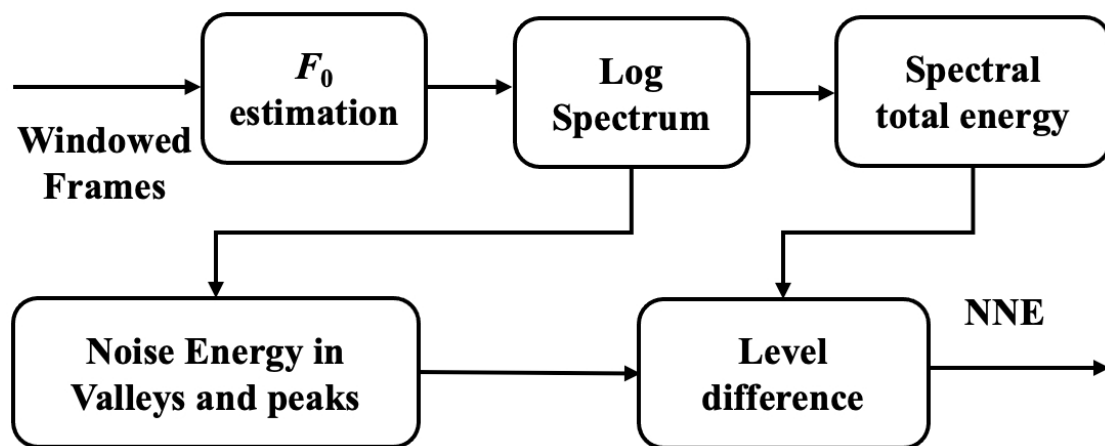 F₀
estimation
Log
Spectrum
Spectral
total energy
Windowed
Frames
Noise Energy in
Valleys and peaks
Level
difference
NNE